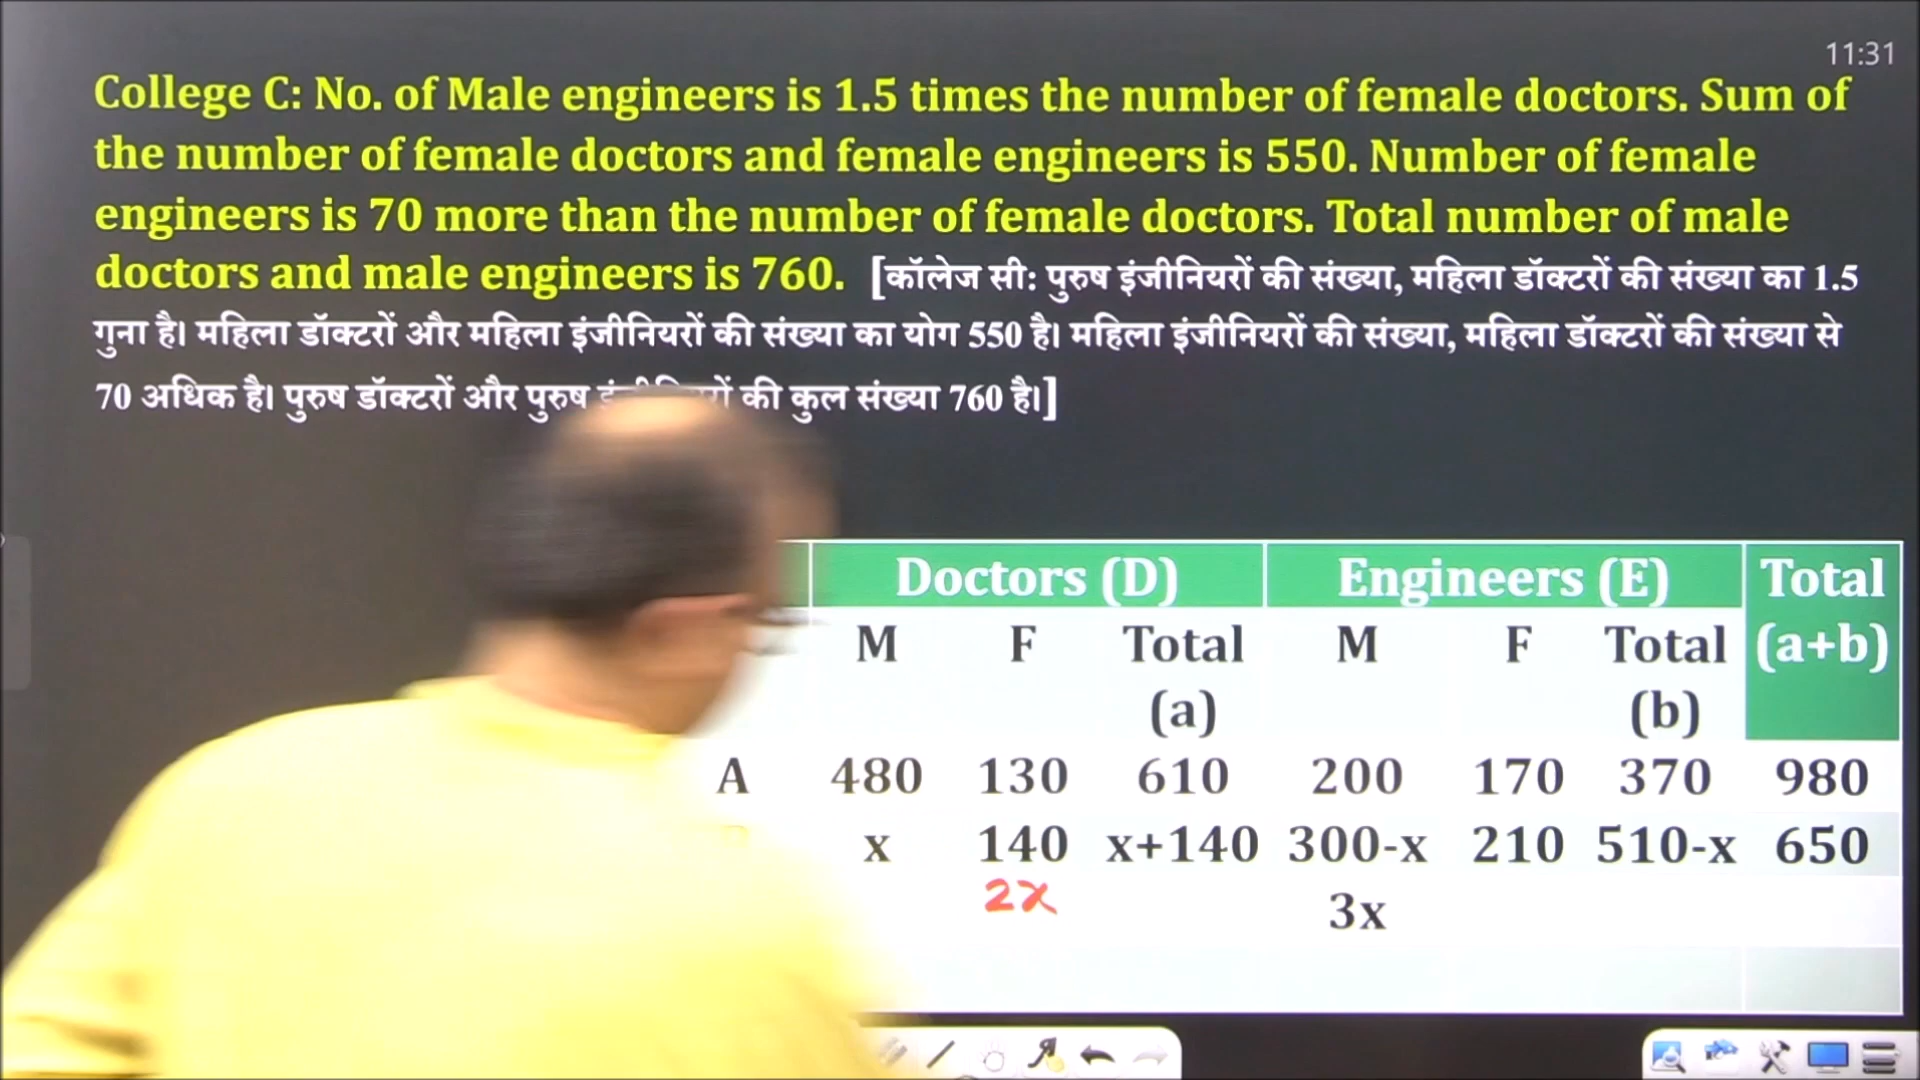 11:31
College C: No. of Male engineers is 1.5 times the number of female doctors. Sum of
the number of female doctors and female engineers is 550. Number of female
engineers is 70 more than the number of female doctors. Total number of male
doctors and male engineers is 760. [कॉलेज सी: पुरुष इंजीनियरों की संख्या, महिला डॉक्टरों की संख्या का 1.5
गुना है। महिला डॉक्टरों और महिला इंजीनियरों की संख्या का योग 550 है। महिला इंजीनियरों की संख्या, महिला डॉक्टरों की संख्या से
70 अधिक है। पुरुष डॉक्टरों और पुरुष की कुल संख्या 760 है।]
Doctors (D) Engineers (E) Total
M F Total M F Total (a+b)
(a) (b)
A 480 130 610 200 170 370 980
x 140 x+140 300-x 210 510-x 650
2x 3x